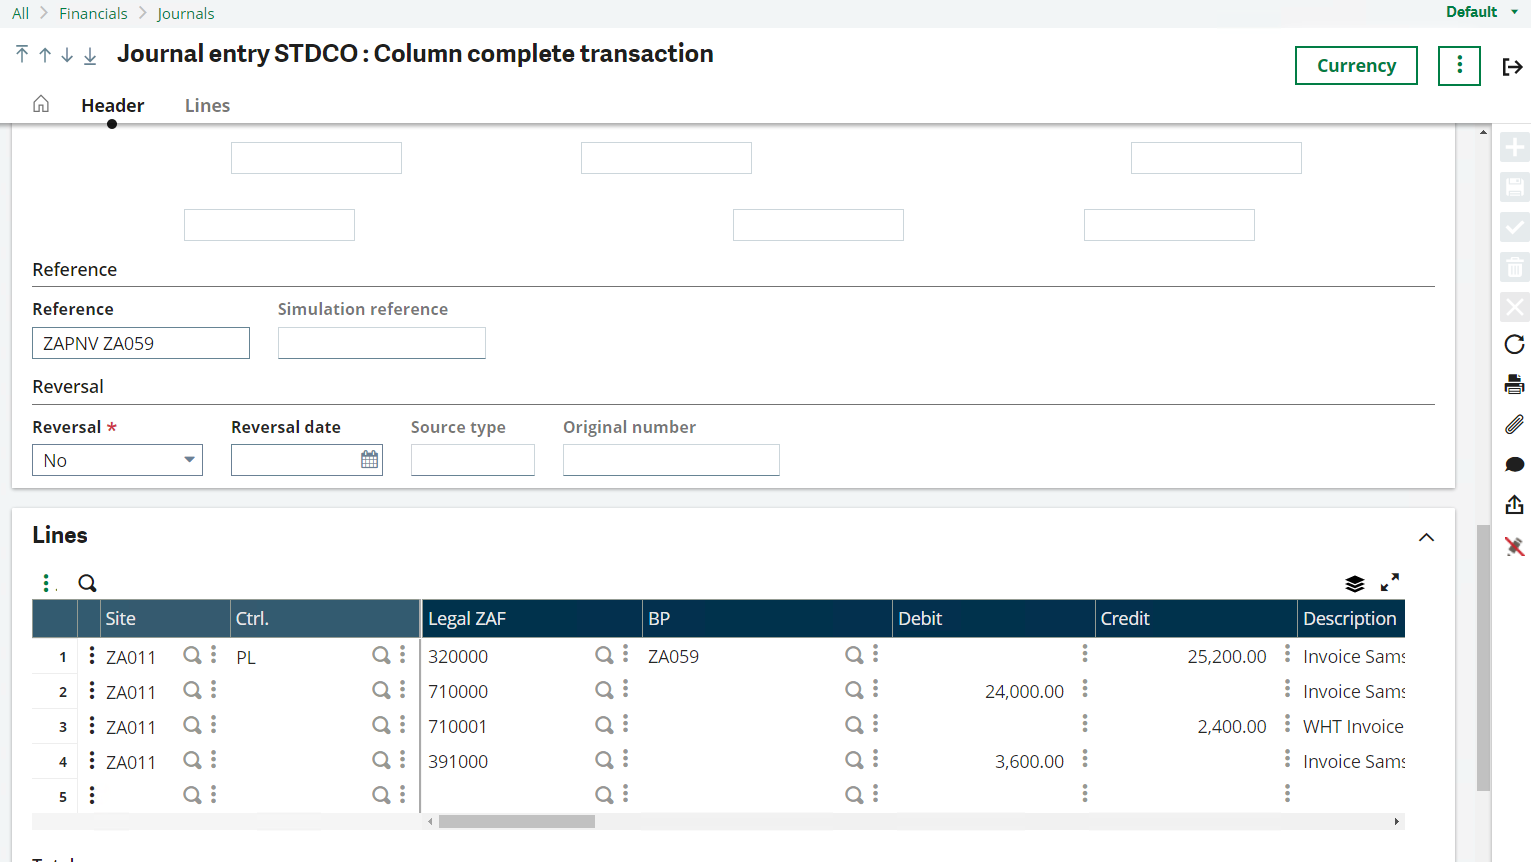 All > Financials > Journals
Default
Journal entry STDCO : Column complete transaction
Currency
Header Lines
Reference
Reference Simulation reference
ZAPNV ZA059
Reversal
Reversal * Reversal date Source type Original number
No
Lines
Site Ctrl. Legal ZAF BP Debit Credit Description
1 ZA011 PL 320000 ZA059 25,200.00 Invoice Sams
2 ZA011 710000 24,000.00 Invoice Sams
3 ZA011 710001 2,400.00 WHT Invoice
4 ZA011 391000 3,600.00 Invoice Sams
5